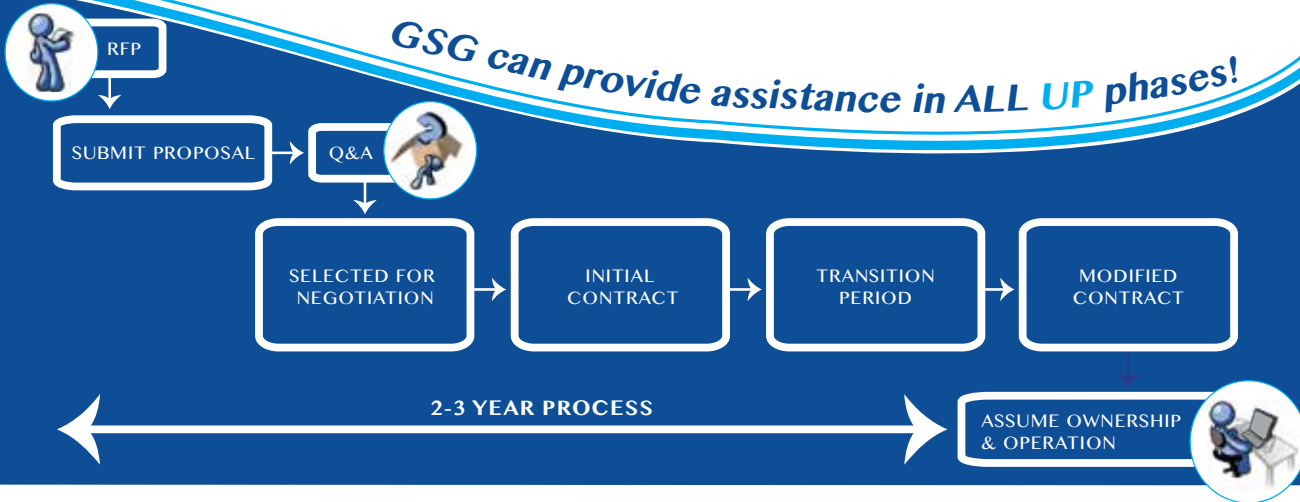 GSG can provide assistance in ALL UP phases!
RFP
SUBMIT PROPOSAL
Q&A
SELECTED FOR
NEGOTIATION
INITIAL
CONTRACT
TRANSITION
PERIOD
MODIFIED
CONTRACT
2-3 YEAR PROCESS
ASSUME OWNERSHIP
& OPERATION